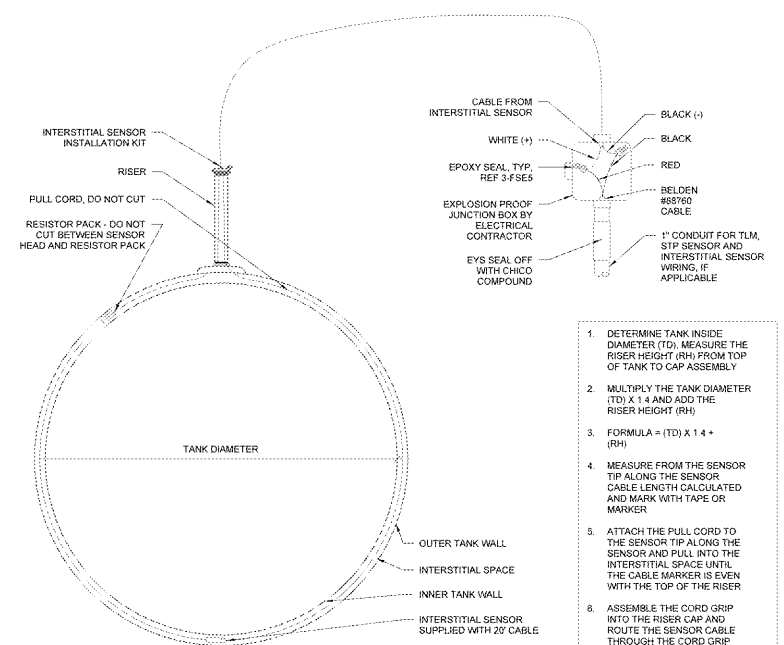 CABLE FROM
INTERSTITIAL SENSOR
WHITE (+)
EPOXY SEAL, TYP,
REF 3-FSE5
EXPLOSION PROOF
JUNCTION BOX BY
ELECTRICAL
CONTRACTOR
EYS SEAL OFF
WITH CHICO
COMPOUND
BLACK (-)
BLACK
RED
BELDEN
#88760
CABLE
1" CONDUIT FOR TLM,
STP SENSOR AND
INTERSTITIAL SENSOR
WIRING, IF
APPLICABLE
INTERSTITIAL SENSOR
INSTALLATION KIT
RISER
PULL CORD, DO NOT CUT
RESISTOR PACK - DO NOT
CUT BETWEEN SENSOR
HEAD AND RESISTOR PACK
TANK DIAMETER
OUTER TANK WALL
INTERSTITIAL SPACE
INNER TANK WALL
INTERSTITIAL SENSOR
SUPPLIED WITH 20' CABLE
1. DETERMINE TANK INSIDE
DIAMETER (TD), MEASURE THE
RISER HEIGHT (RH) FROM TOP
OF TANK TO CAP ASSEMBLY
2. MULTIPLY THE TANK DIAMETER
(TD) X 1.4 AND ADD THE
RISER HEIGHT (RH)
3. FORMULA = (TD) X 1.4 +
(RH)
4. MEASURE FROM THE SENSOR
TIP ALONG THE SENSOR
CABLE LENGTH CALCULATED
AND MARK WITH TAPE OR
MARKER
5. ATTACH THE PULL CORD TO
THE SENSOR TIP ALONG THE
SENSOR AND PULL INTO THE
INTERSTITIAL SPACE UNTIL
THE CABLE MARKER IS EVEN
WITH THE TOP OF THE RISER
6. ASSEMBLE THE CORD GRIP
INTO THE RISER CAP AND
ROUTE THE SENSOR CABLE
THROUGH THE CORD GRIP